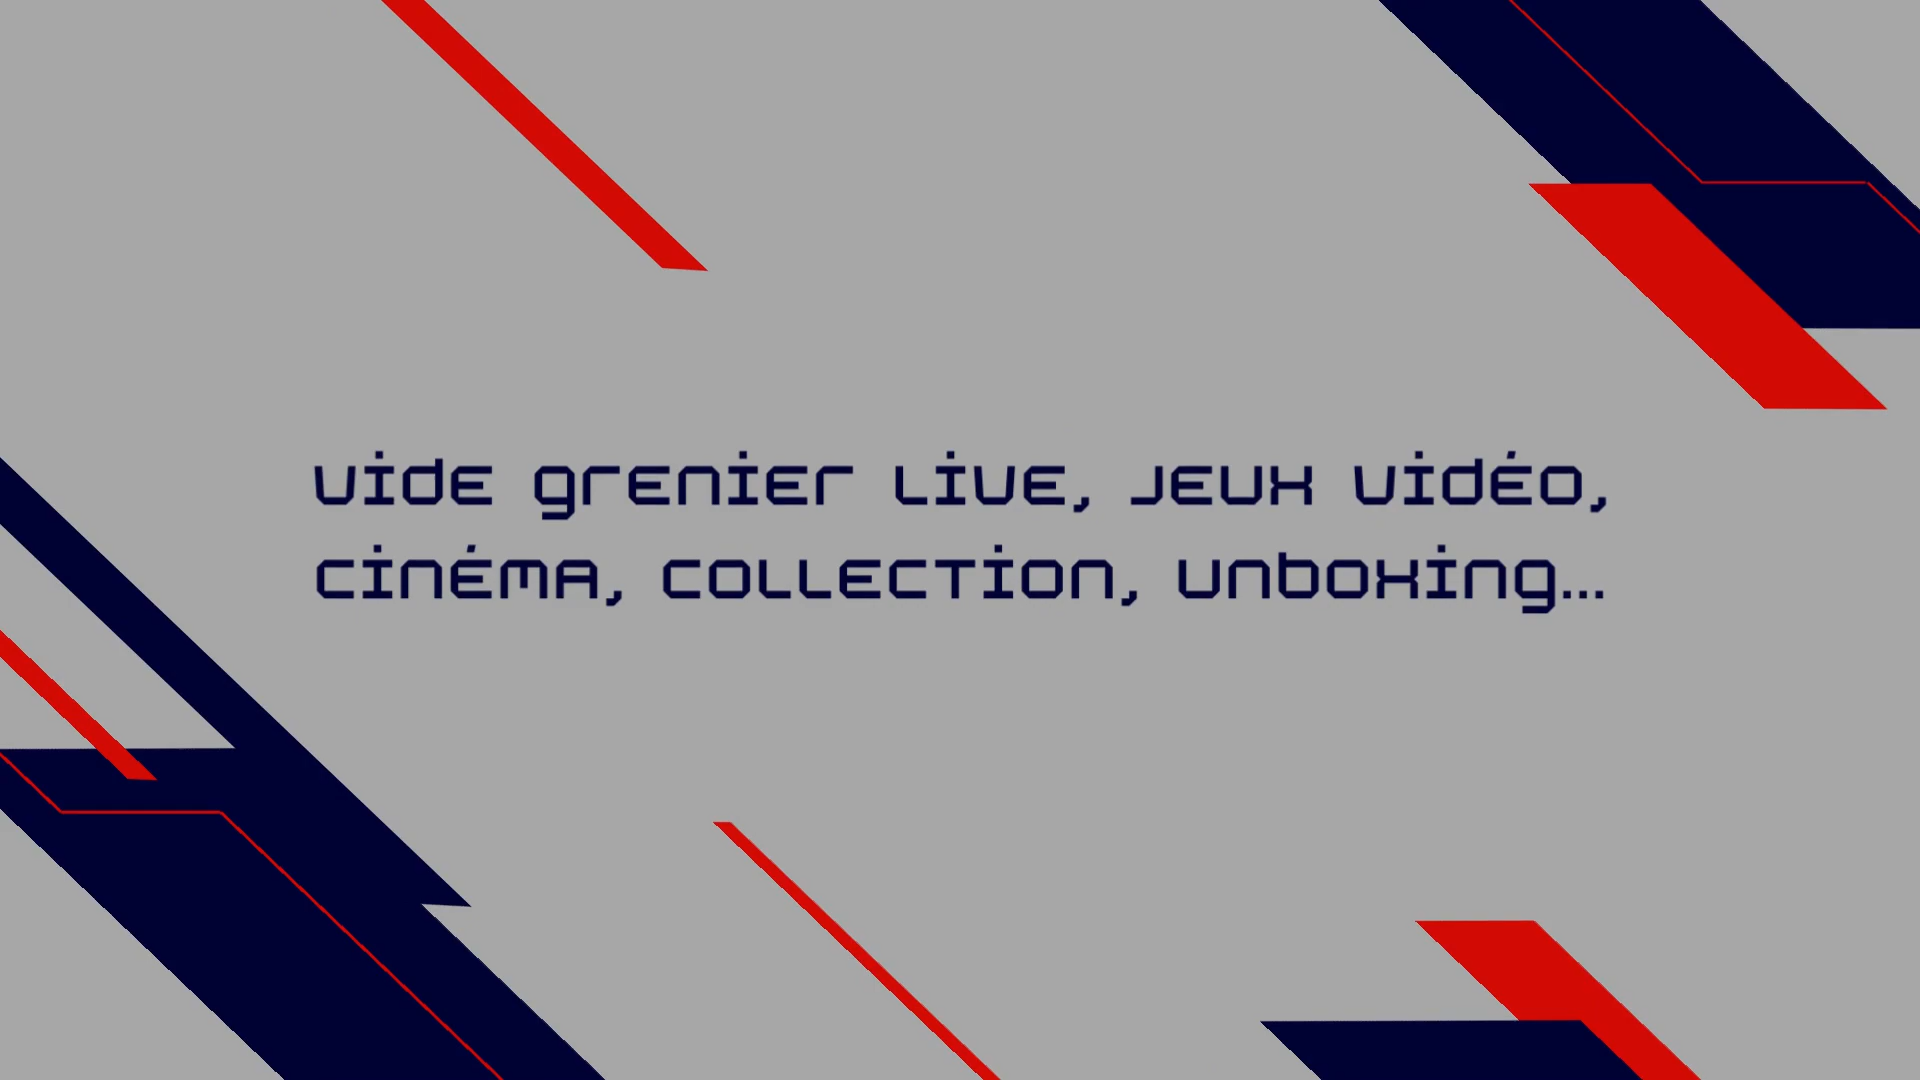 vide grenier live, jeux vidéo,
cinéma, collection, unboxing...